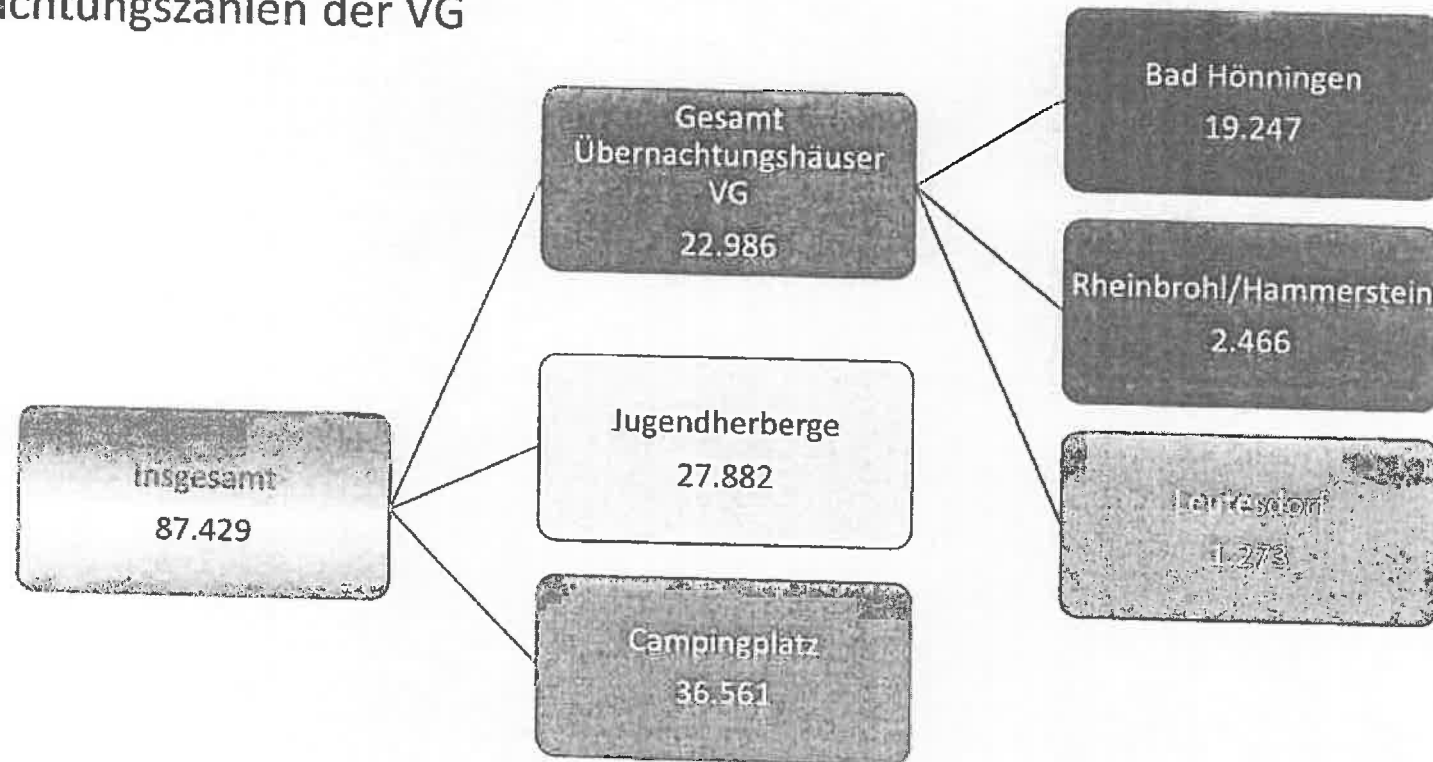 achtungszahlen der VG
Gesamt
Übernachtungshäuser
VG
22.986
Bad Hönningen
19.247
Rheinbrohl/Hammerstein
2.466
Leutesdorf
1.273
Jugendherberge
27.882
Insgesamt
87.429
Campingplatz
36.561